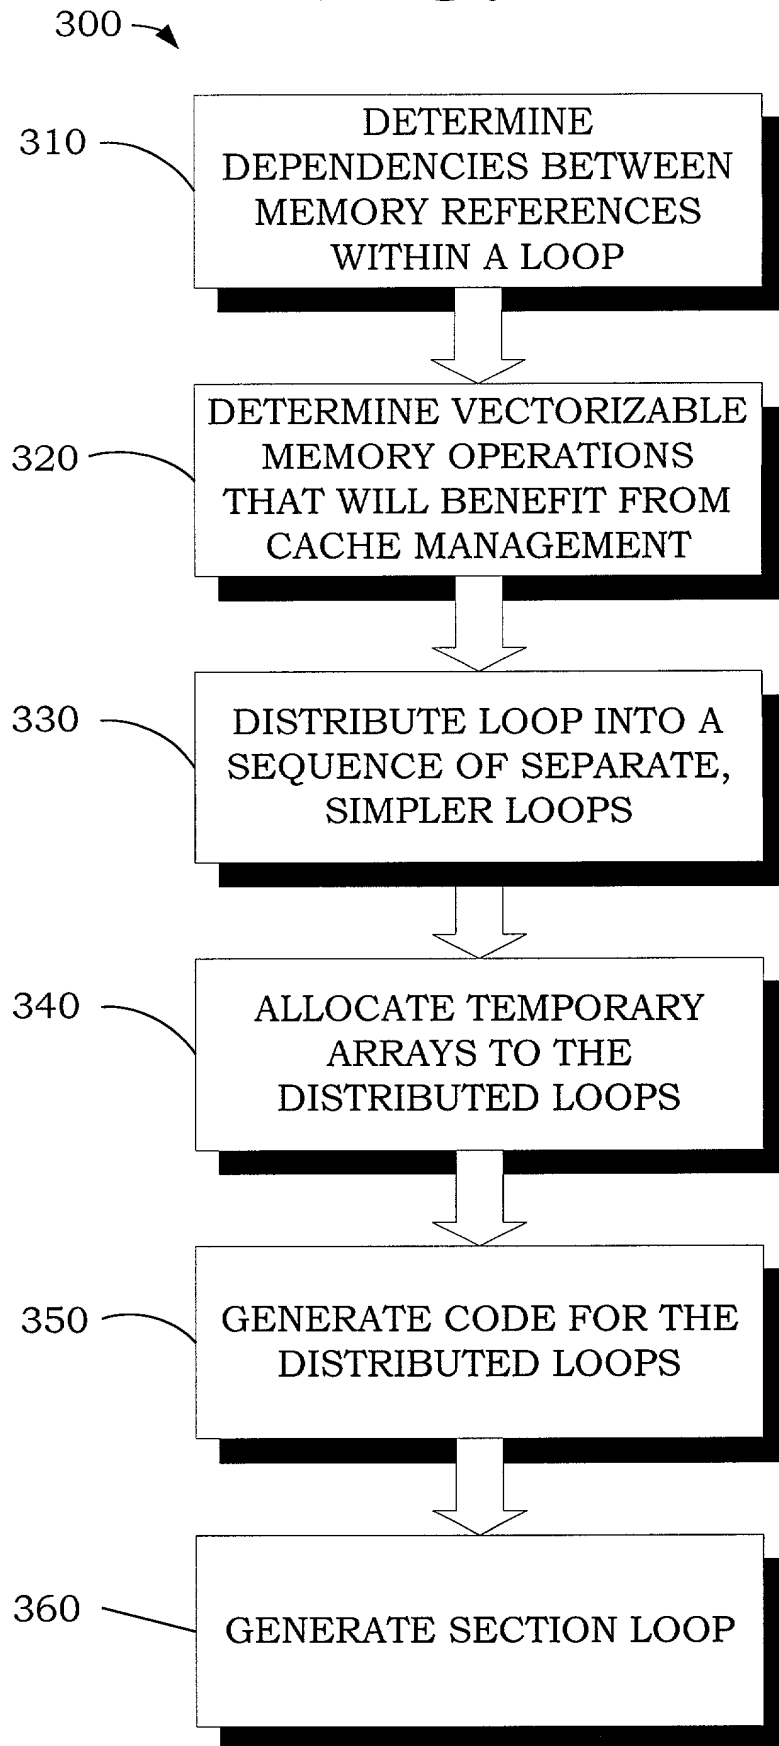 300
310
DETERMINE
DEPENDENCIES BETWEEN
MEMORY REFERENCES
WITHIN A LOOP
320
DETERMINE VECTORIZABLE
MEMORY OPERATIONS
THAT WILL BENEFIT FROM
CACHE MANAGEMENT
330
DISTRIBUTE LOOP INTO A
SEQUENCE OF SEPARATE,
SIMPLER LOOPS
340
ALLOCATE TEMPORARY
ARRAYS TO THE
DISTRIBUTED LOOPS
350
GENERATE CODE FOR THE
DISTRIBUTED LOOPS
360
GENERATE SECTION LOOP